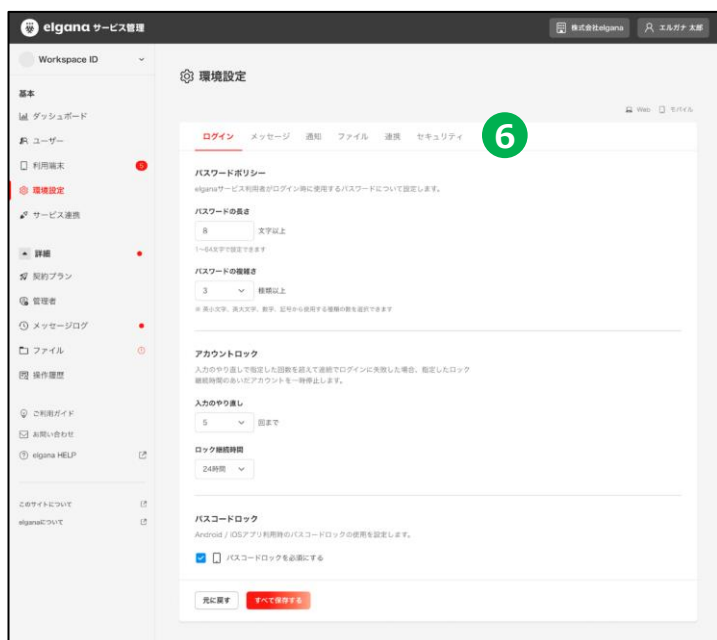 elgana サービス管理
株式会社elgana
エルガナ 太郎
Workspace ID
環境設定
基本
Web モバイル
ダッシュボード
ログイン メッセージ 通知 ファイル 連携 セキュリティ
6
ユーザー
利用端末 5
環境設定
サービス連携
詳細
契約プラン
管理者
メッセージログ
ファイル
操作履歴
ご利用ガイド
お問い合わせ
elgana HELP
このサイトについて
elganaについて
パスワードポリシー
elganaサービス利用者がログイン時に使用するパスワードについて設定します。
パスワードの長さ
8 文字以上
1〜64文字で設定できます
パスワードの複雑さ
3 種類以上
※ 英小文字、英大文字、数字、記号から使用する種類の数を選択できます
アカウントロック
入力のやり直しで指定した回数を超えて連続でログインに失敗した場合、指定したロック
継続時間のあいだアカウントを一時停止します。
入力のやり直し
5 回まで
ロック継続時間
24時間
パスコードロック
Android / iOSアプリ利用時のパスコードロックの使用を設定します。
パスコードロックを必須にする
元に戻す すべて保存する